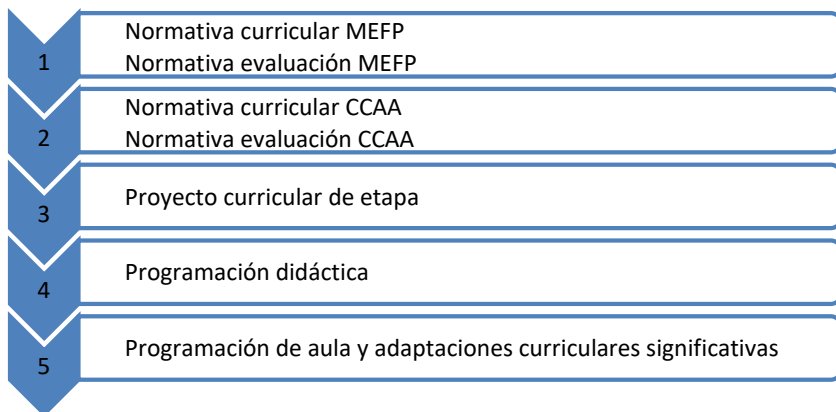 1
Normativa curricular MEFP
Normativa evaluación MEFP
2
Normativa curricular CCAA
Normativa evaluación CCAA
3
Proyecto curricular de etapa
4
Programación didáctica
5
Programación de aula y adaptaciones curriculares significativas